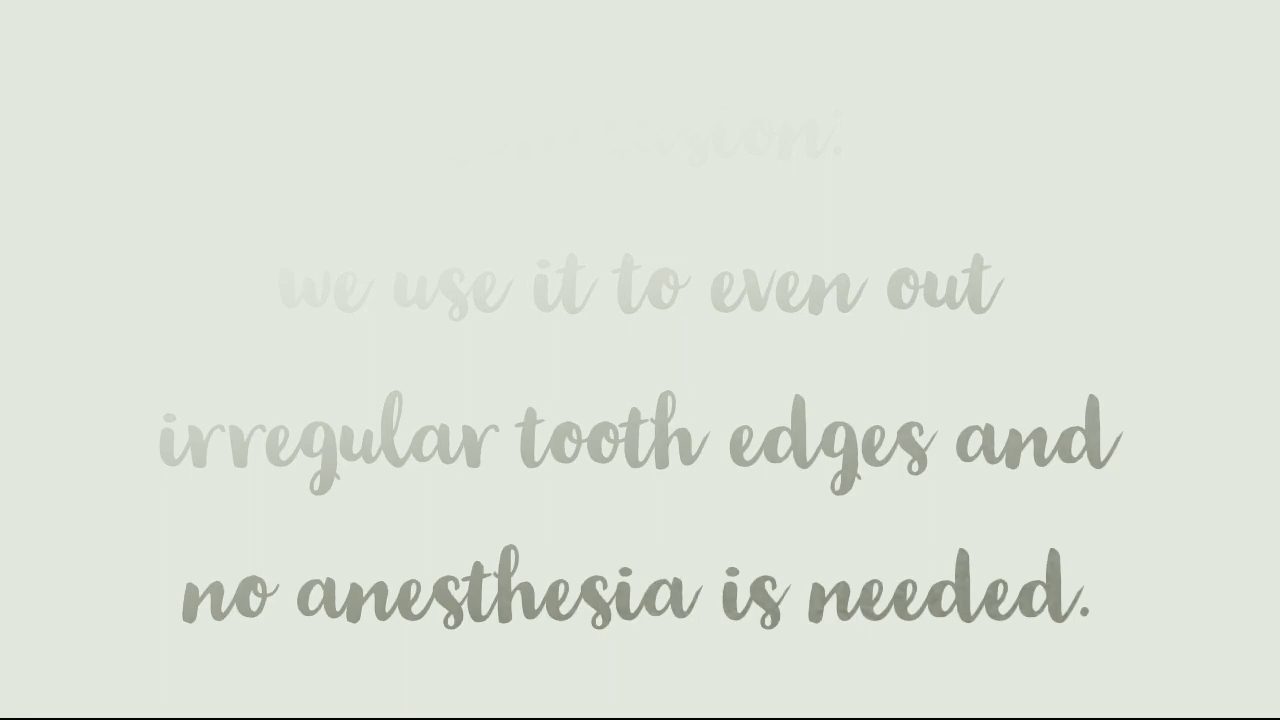 we use it to even out
irregular tooth edges and
no anesthesia is needed.